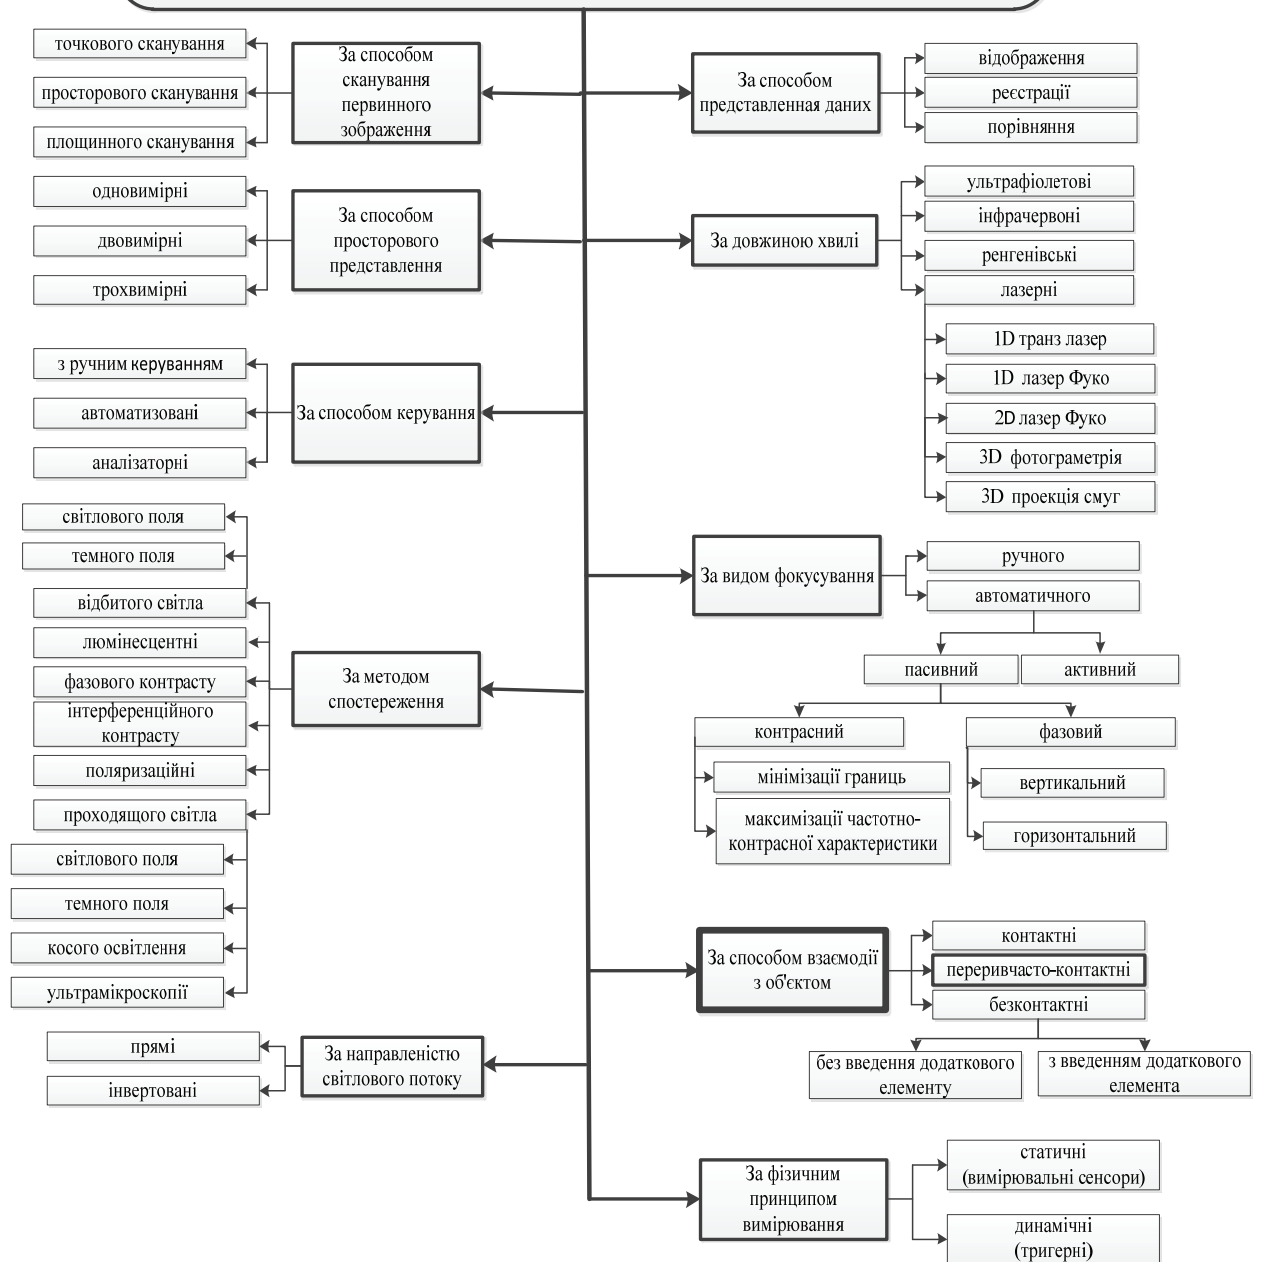 точкового сканування
просторового сканування
площинного сканування
За способом
сканування
первинного
зображення
одновимірні
двовимірні
трохвимірні
За способом
просторового
представлення
з ручним керуванням
автоматизовані
аналізаторні
За способом керування
світлового поля
темного поля
відбитого світла
люмінесцентні
фазового контрасту
інтерференційного
контрасту
поляризаційні
проходящого світла
За методом
спостереження
світлового поля
темного поля
косого освітлення
ультрамікроскопії
прямі
інвертовані
За направленістю
світлового потоку
За способом
представленная даних
відображення
реєстрації
порівняння
За довжиною хвилі
ультрафіолетові
інфрачервоні
ренгенівські
лазерні
1D транз лазер
1D лазер Фуко
2D лазер Фуко
3D фотограметрія
3D проекція смуг
За видом фокусування
ручного
автоматичного
пасивний
активний
контрасний
фазовий
мінімізації границь
максимізації частотно-
контрасної характеристики
вертикальний
горизонтальний
За способом взаємодії
з об'єктом
контактні
переривчасто-контактні
безконтактні
без введення додаткового
елементу
з введенням додаткового
елемента
За фізичним
принципом
вимірювання
статичні
(вимірювальні сенсори)
динамічні
(тригерні)